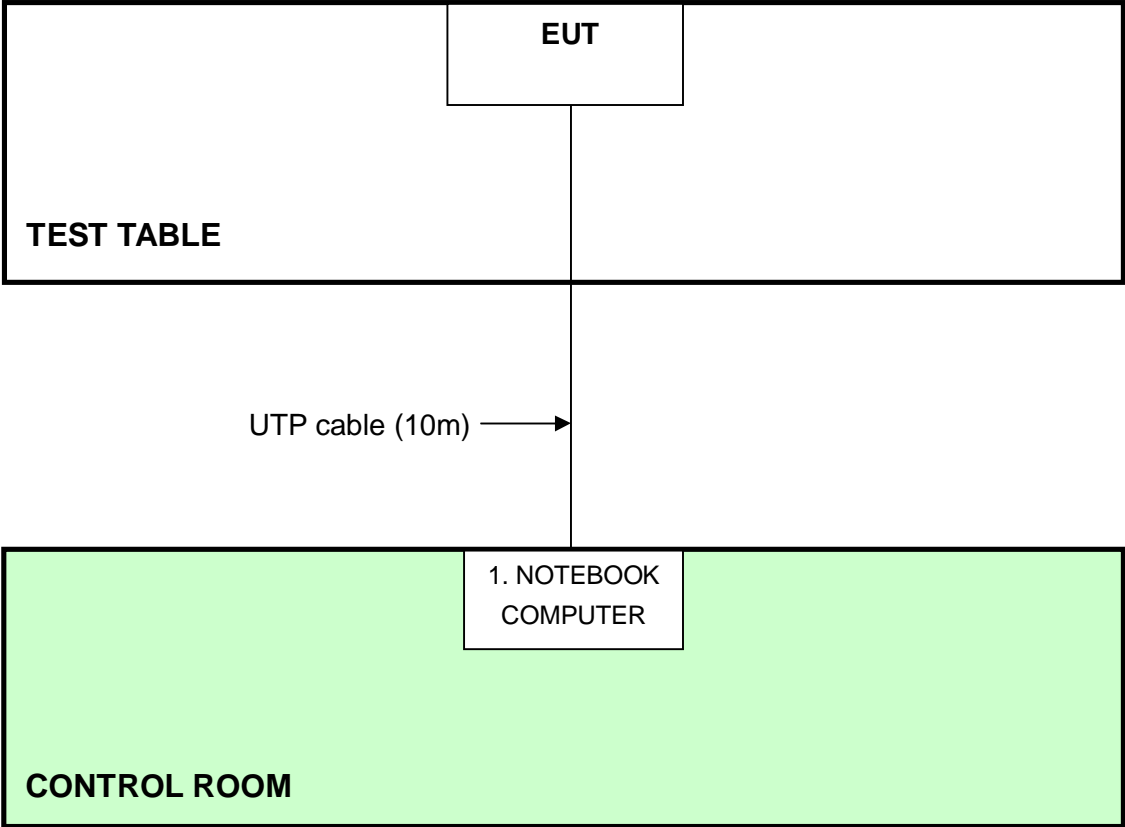 EUT
TEST TABLE
UTP cable (10m)
1. NOTEBOOK
COMPUTER
CONTROL ROOM